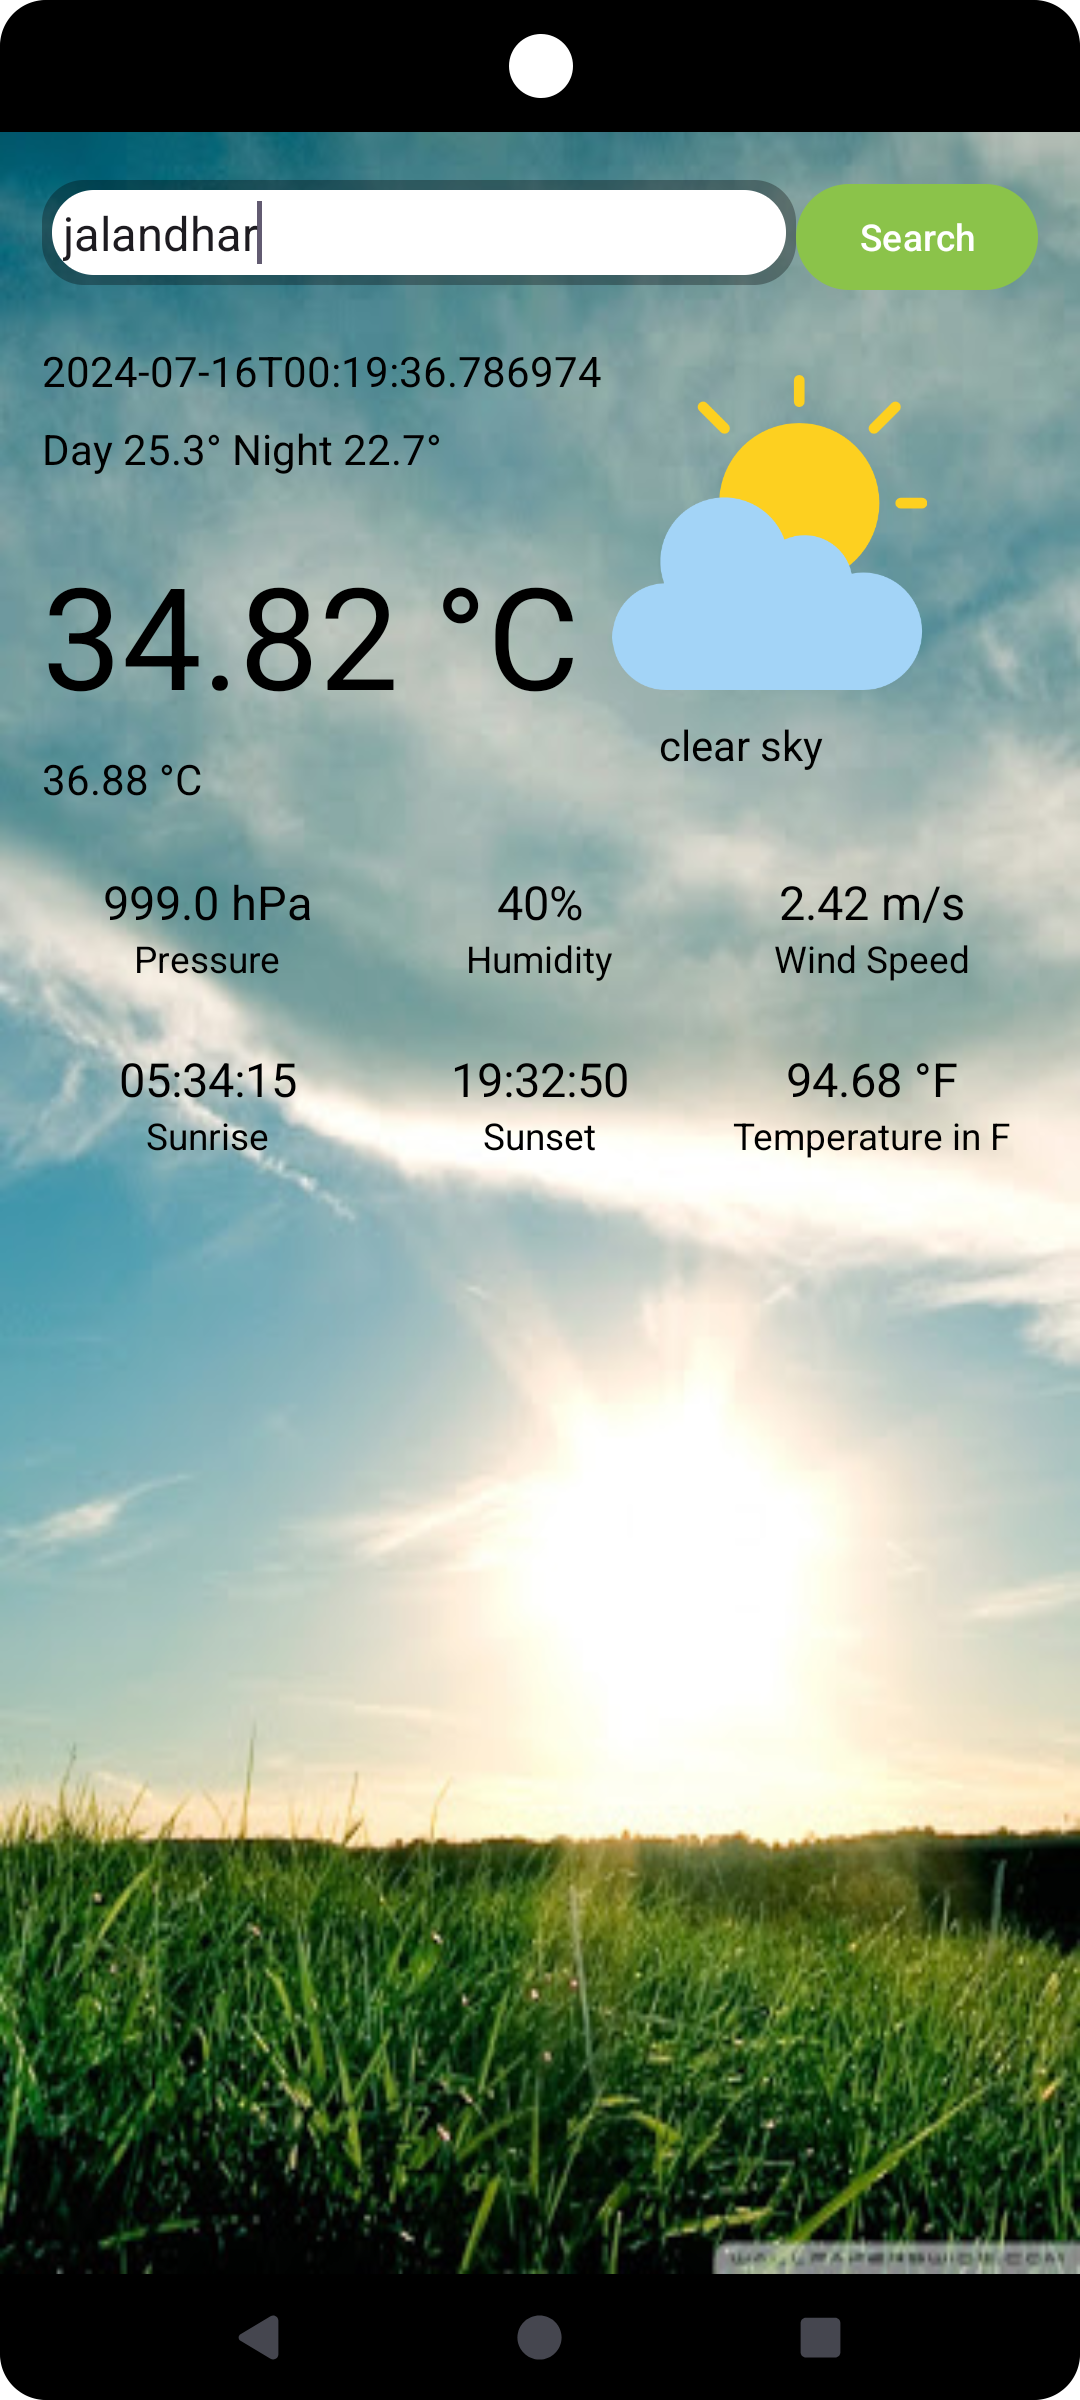 jalandhar
Search
2024-07-16T00:19:36.786974
Day 25.3° Night 22.7°
34.82 °C
clear sky
36.88 °C
999.0 hPa 40% 2.42 m/s
Pressure Humidity Wind Speed
05:34:15 19:32:50 94.68 °F
Sunrise Sunset Temperature in F
WALLPAPERSWIDE.COM